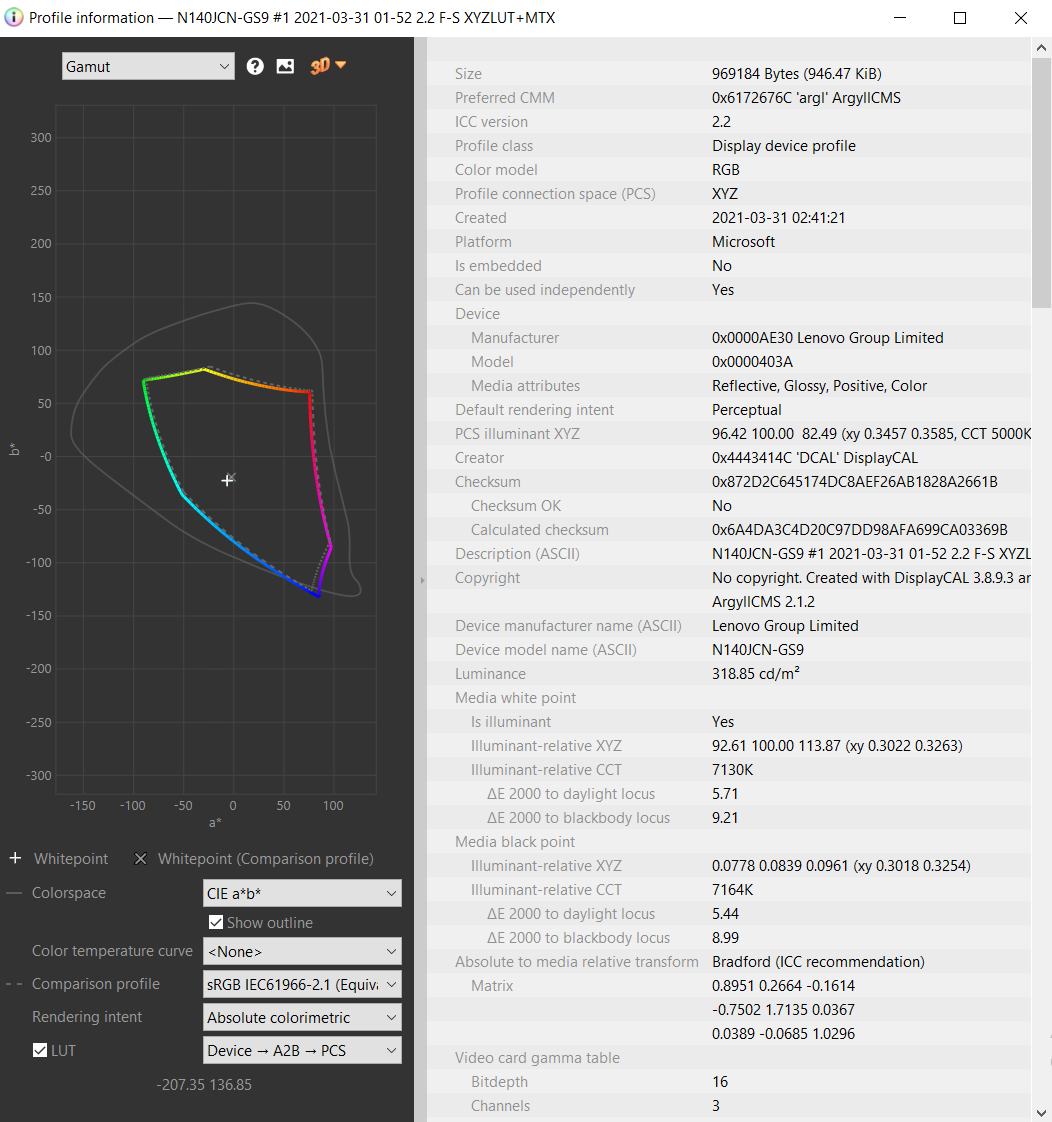 Profile information — N140JCN-GS9 #1 2021-03-31 01-52 2.2 F-S XYZLUT+MTX
Gamut
3D
300
250
200
150
100
50
-0
-50
-100
-150
-200
-250
-300
b*
-150 -100 -50 0 50 100
a*
Whitepoint Whitepoint (Comparison profile)
Colorspace CIE a*b*
Show outline
Color temperature curve <None>
Comparison profile sRGB IEC61966-2.1 (Equiva
Rendering intent Absolute colorimetric
LUT Device → A2B → PCS
-207.35 136.85
Size 969184 Bytes (946.47 KiB)
Preferred CMM 0x6172676C 'argl' ArgyllCMS
ICC version 2.2
Profile class Display device profile
Color model RGB
Profile connection space (PCS) XYZ
Created 2021-03-31 02:41:21
Platform Microsoft
Is embedded No
Can be used independently Yes
Device
Manufacturer 0x0000AE30 Lenovo Group Limited
Model 0x0000403A
Media attributes Reflective, Glossy, Positive, Color
Default rendering intent Perceptual
PCS illuminant XYZ 96.42 100.00 82.49 (xy 0.3457 0.3585, CCT 5000K
Creator 0x4443414C 'DCAL' DisplayCAL
Checksum 0x872D2C645174DC8AEF26AB1828A2661B
Checksum OK No
Calculated checksum 0x6A4DA3C4D20C97DD98AFA699CA03369B
Description (ASCII) N140JCN-GS9 #1 2021-03-31 01-52 2.2 F-S XYZL
Copyright No copyright. Created with DisplayCAL 3.8.9.3 ar
ArgyllCMS 2.1.2
Device manufacturer name (ASCII) Lenovo Group Limited
Device model name (ASCII) N140JCN-GS9
Luminance 318.85 cd/m²
Media white point
Is illuminant Yes
Illuminant-relative XYZ 92.61 100.00 113.87 (xy 0.3022 0.3263)
Illuminant-relative CCT 7130K
ΔE 2000 to daylight locus 5.71
ΔE 2000 to blackbody locus 9.21
Media black point
Illuminant-relative XYZ 0.0778 0.0839 0.0961 (xy 0.3018 0.3254)
Illuminant-relative CCT 7164K
ΔE 2000 to daylight locus 5.44
ΔE 2000 to blackbody locus 8.99
Absolute to media relative transform Bradford (ICC recommendation)
Matrix 0.8951 0.2664 -0.1614
-0.7502 1.7135 0.0367
0.0389 -0.0685 1.0296
Video card gamma table
Bitdepth 16
Channels 3